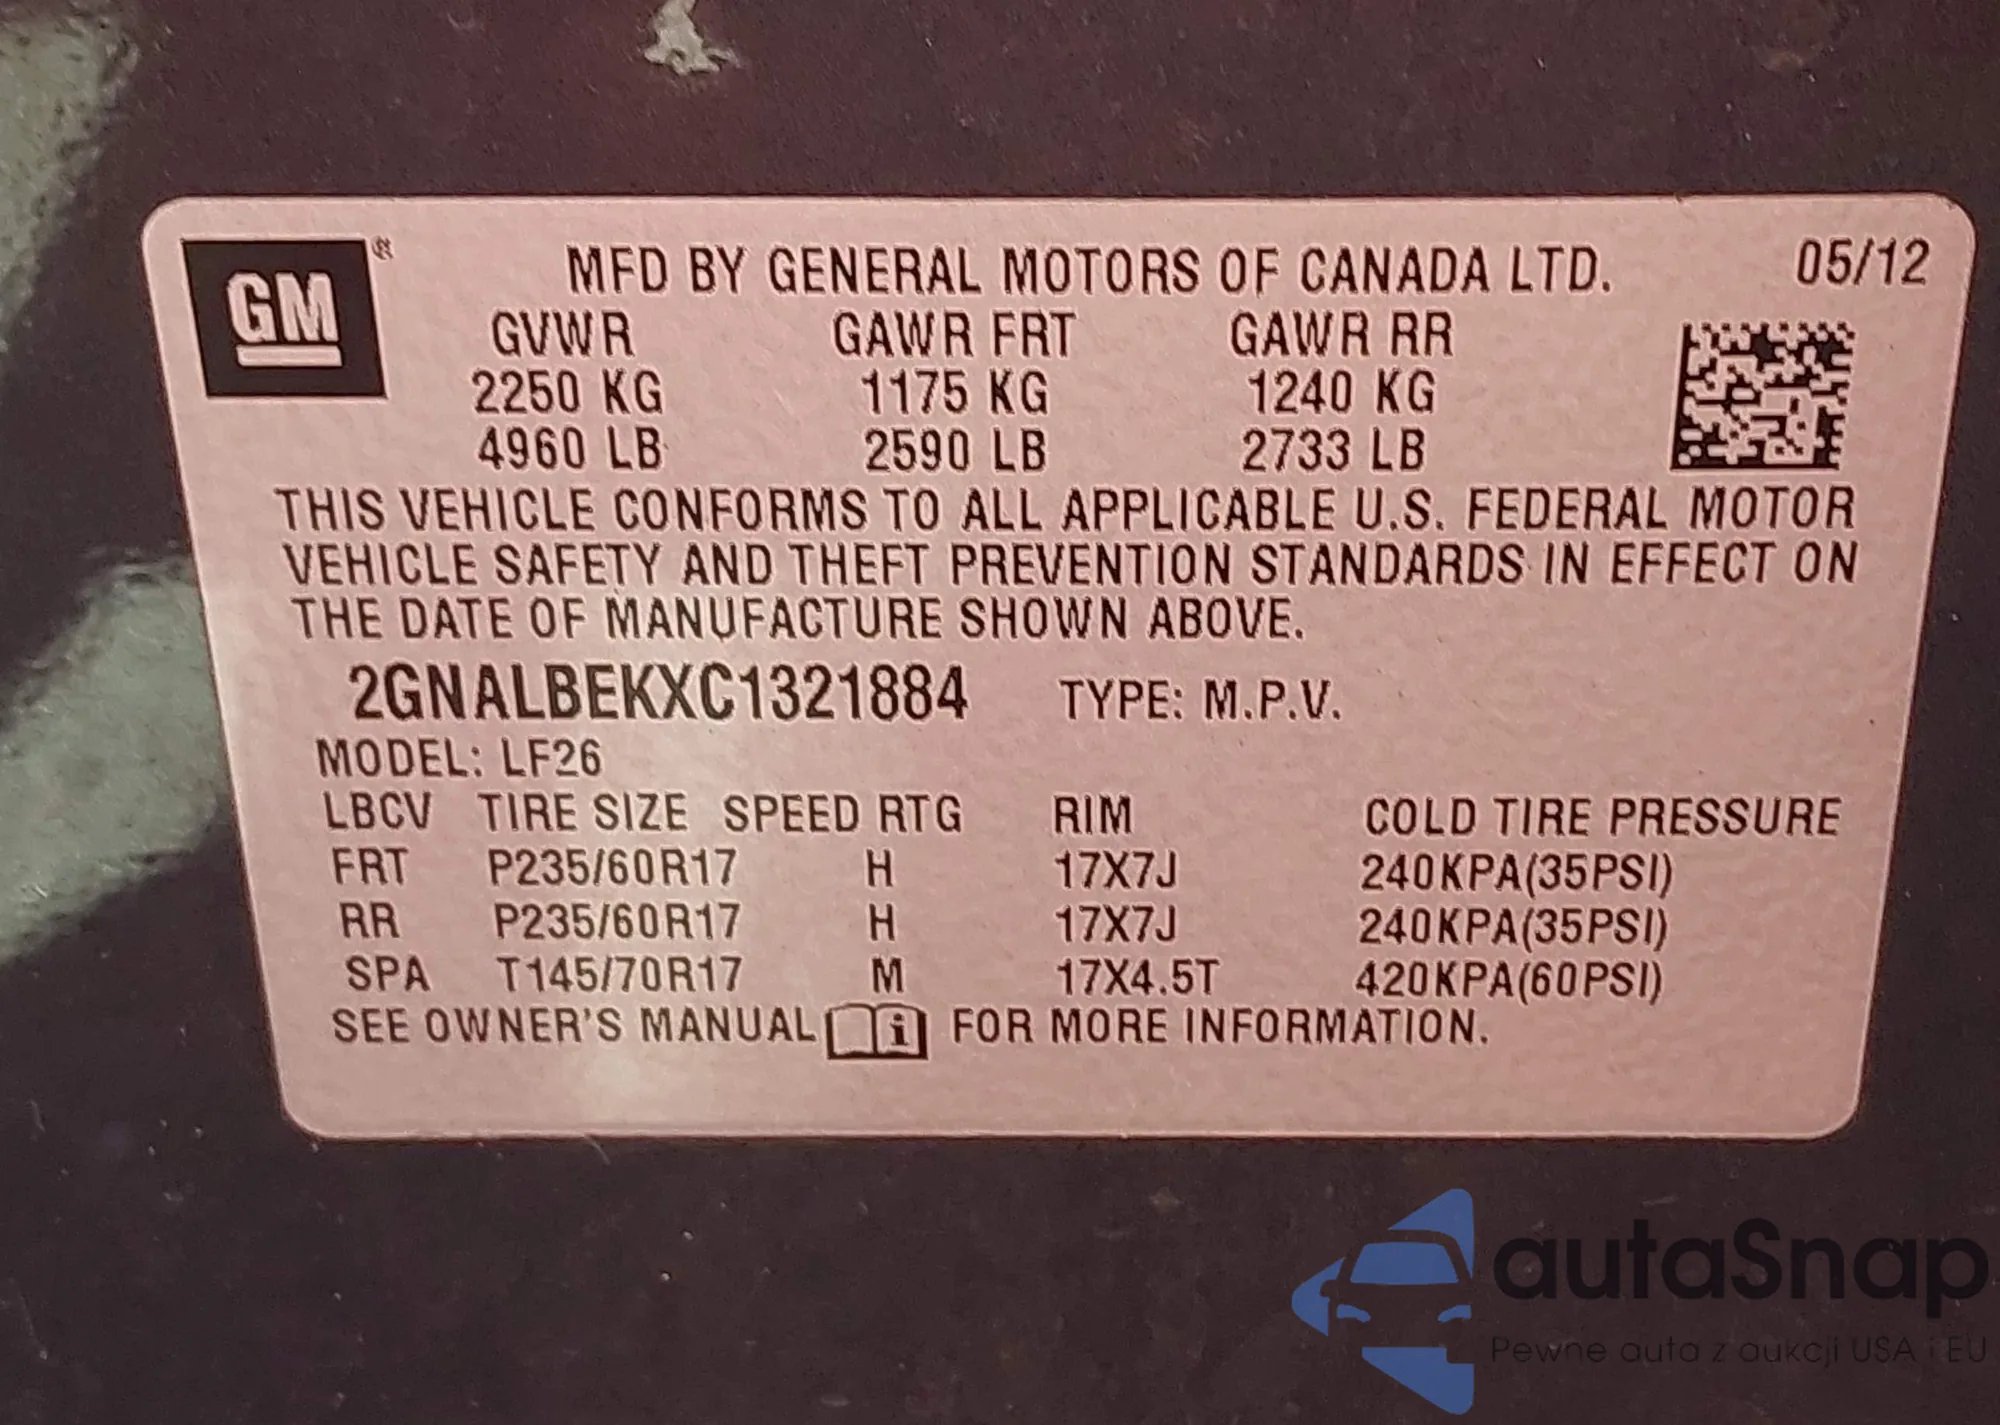 GM®
MFD BY GENERAL MOTORS OF CANADA LTD. 05/12
GVWR GAWR FRT GAWR RR
2250 KG 1175 KG 1240 KG
4960 LB 2590 LB 2733 LB
THIS VEHICLE CONFORMS TO ALL APPLICABLE U.S. FEDERAL MOTOR
VEHICLE SAFETY AND THEFT PREVENTION STANDARDS IN EFFECT ON
THE DATE OF MANUFACTURE SHOWN ABOVE.
2GNALBEKXC1321884 TYPE: M.P.V.
MODEL: LF26
LBCV TIRE SIZE SPEED RTG RIM COLD TIRE PRESSURE
FRT P235/60R17 H 17X7J 240KPA(35PSI)
RR P235/60R17 H 17X7J 240KPA(35PSI)
SPA T145/70R17 M 17X4.5T 420KPA(60PSI)
SEE OWNER'S MANUAL i FOR MORE INFORMATION.
autaSnap
Pewne auta z aukcji USA i EU